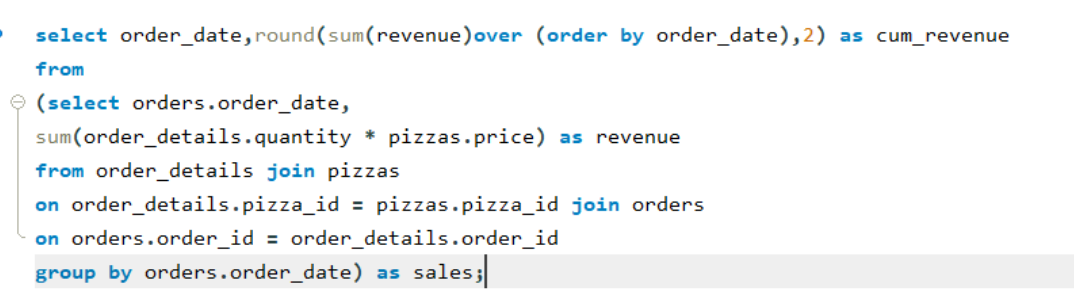 select order_date,round(sum(revenue)over (order by order_date),2) as cum_revenue
from
(select orders.order_date,
sum(order_details.quantity * pizzas.price) as revenue
from order_details join pizzas
on order_details.pizza_id = pizzas.pizza_id join orders
on orders.order_id = order_details.order_id
group by orders.order_date) as sales;